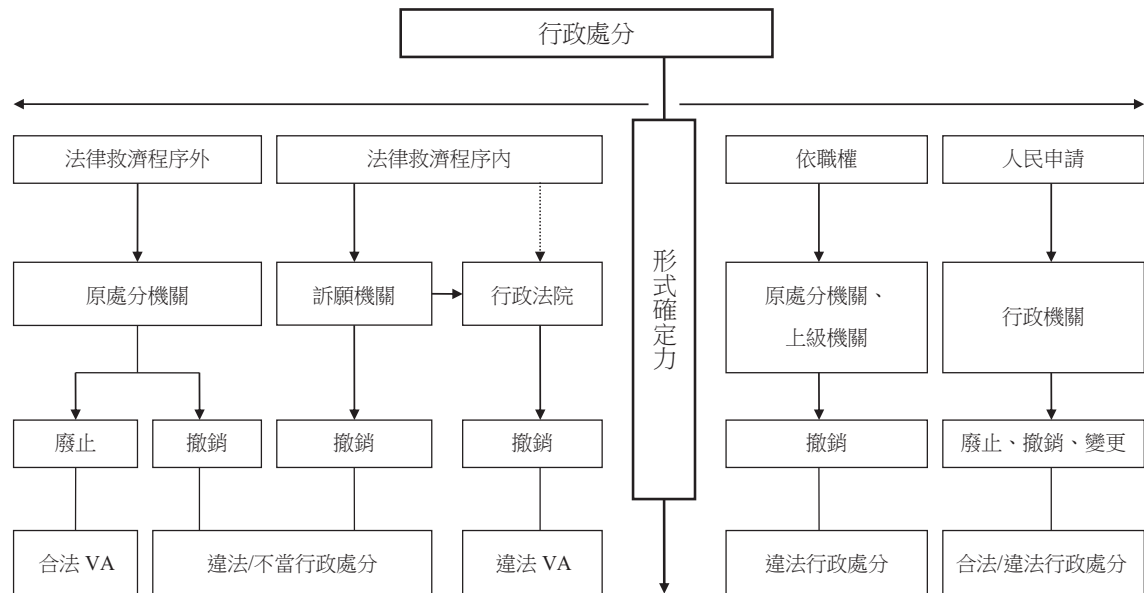 行政處分
法律救濟程序外
法律救濟程序內
依職權
人民申請
形式確定力
原處分機關
訴願機關
行政法院
原處分機關、
上級機關
行政機關
廢止
撤銷
撤銷
撤銷
撤銷
廢止、撤銷、變更
合法 VA
違法/不當行政處分
違法 VA
違法行政處分
合法/違法行政處分